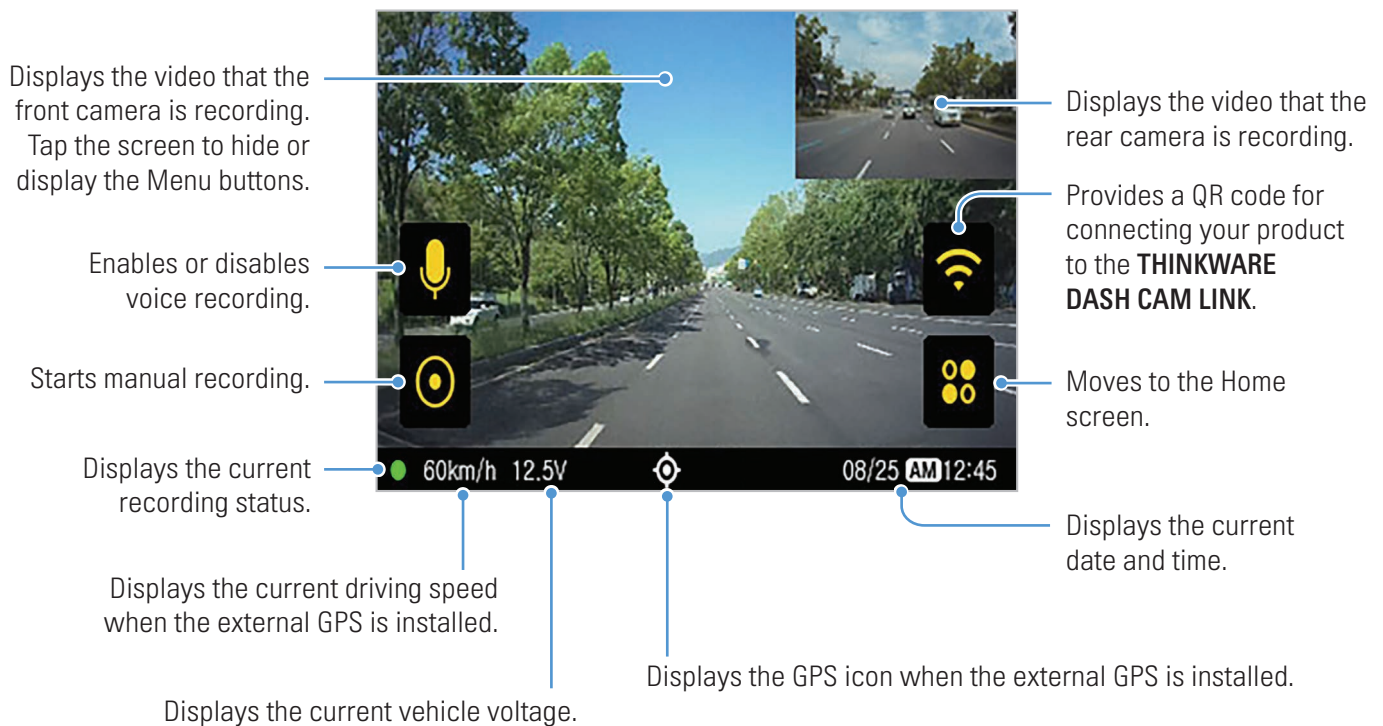 Displays the video that the
front camera is recording.
Tap the screen to hide or
display the Menu buttons.
Enables or disables
voice recording.
Starts manual recording.
Displays the current
recording status.
60km/h 12.5V 08/25 AM 12:45
Displays the video that the
rear camera is recording.
Provides a QR code for
connecting your product
to the THINKWARE
DASH CAM LINK.
Moves to the Home
screen.
Displays the current
date and time.
Displays the current driving speed
when the external GPS is installed.
Displays the GPS icon when the external GPS is installed.
Displays the current vehicle voltage.